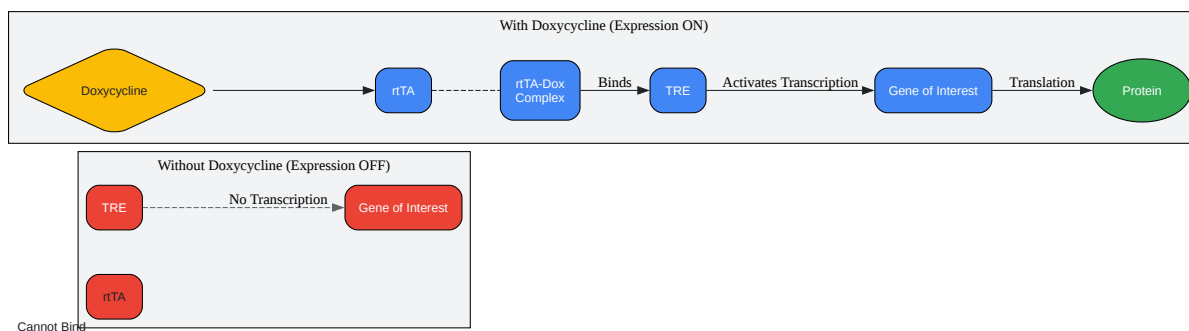 With Doxycycline (Expression ON)
Doxycycline
rtTA
rtTA-Dox
Complex
Binds
TRE
Activates Transcription
Gene of Interest
Translation
Protein
Without Doxycycline (Expression OFF)
TRE
No Transcription
Gene of Interest
rtTA
Cannot Bind